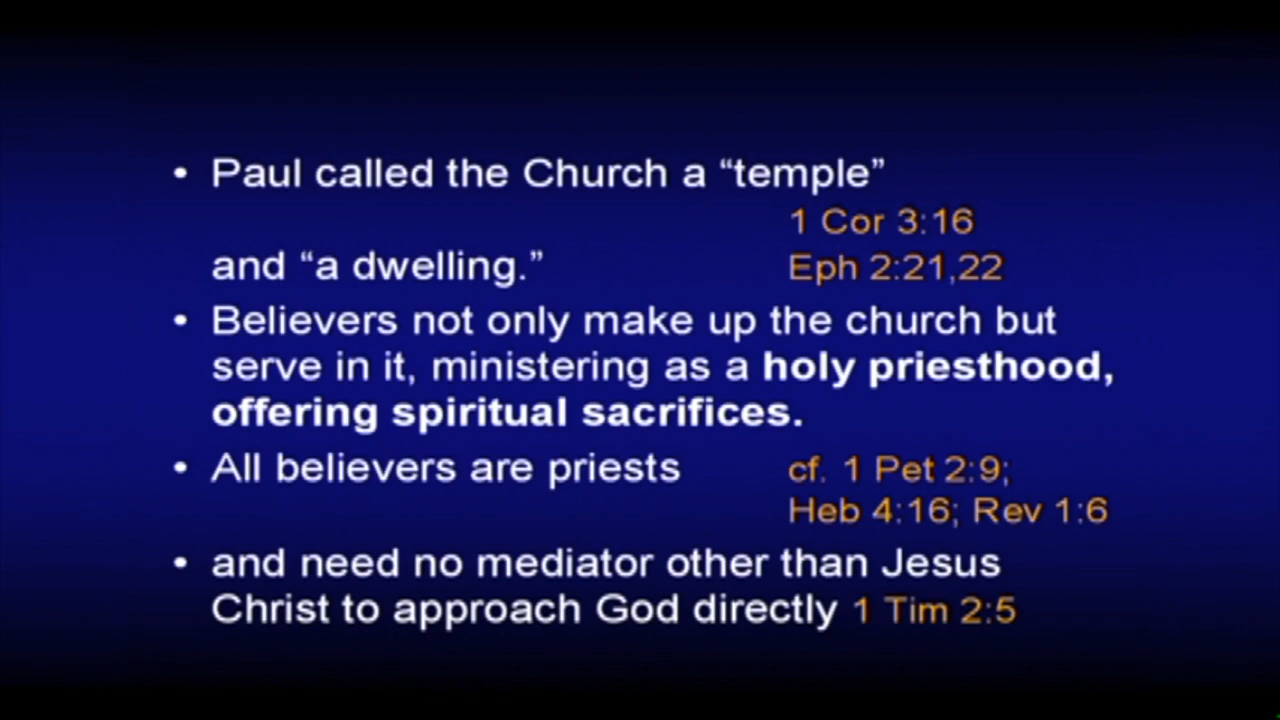 • Paul called the Church a “temple”
1 Cor 3:16
and “a dwelling.” Eph 2:21,22
• Believers not only make up the church but
serve in it, ministering as a holy priesthood,
offering spiritual sacrifices.
• All believers are priests cf. 1 Pet 2:9;
Heb 4:16; Rev 1:6
• and need no mediator other than Jesus
Christ to approach God directly 1 Tim 2:5